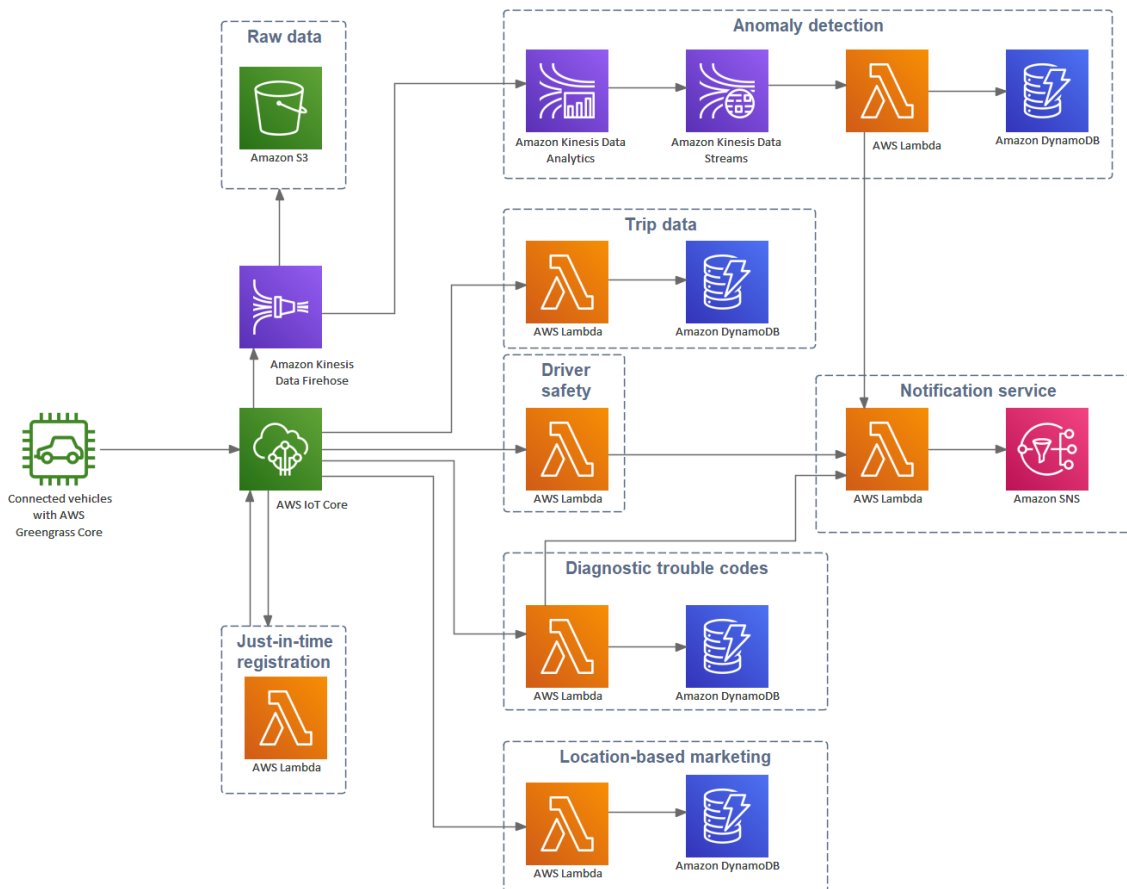 Raw data
Amazon S3
Anomaly detection
Amazon Kinesis Data
Analytics
Amazon Kinesis Data
Streams
AWS Lambda
Amazon DynamoDB
Trip data
AWS Lambda
Amazon DynamoDB
Amazon Kinesis
Data Firehose
Driver
safety
AWS Lambda
Notification service
AWS Lambda
Amazon SNS
Connected vehicles
with AWS
Greengrass Core
AWS IoT Core
Diagnostic trouble codes
AWS Lambda
Amazon DynamoDB
Just-in-time
registration
AWS Lambda
Location-based marketing
AWS Lambda
Amazon DynamoDB